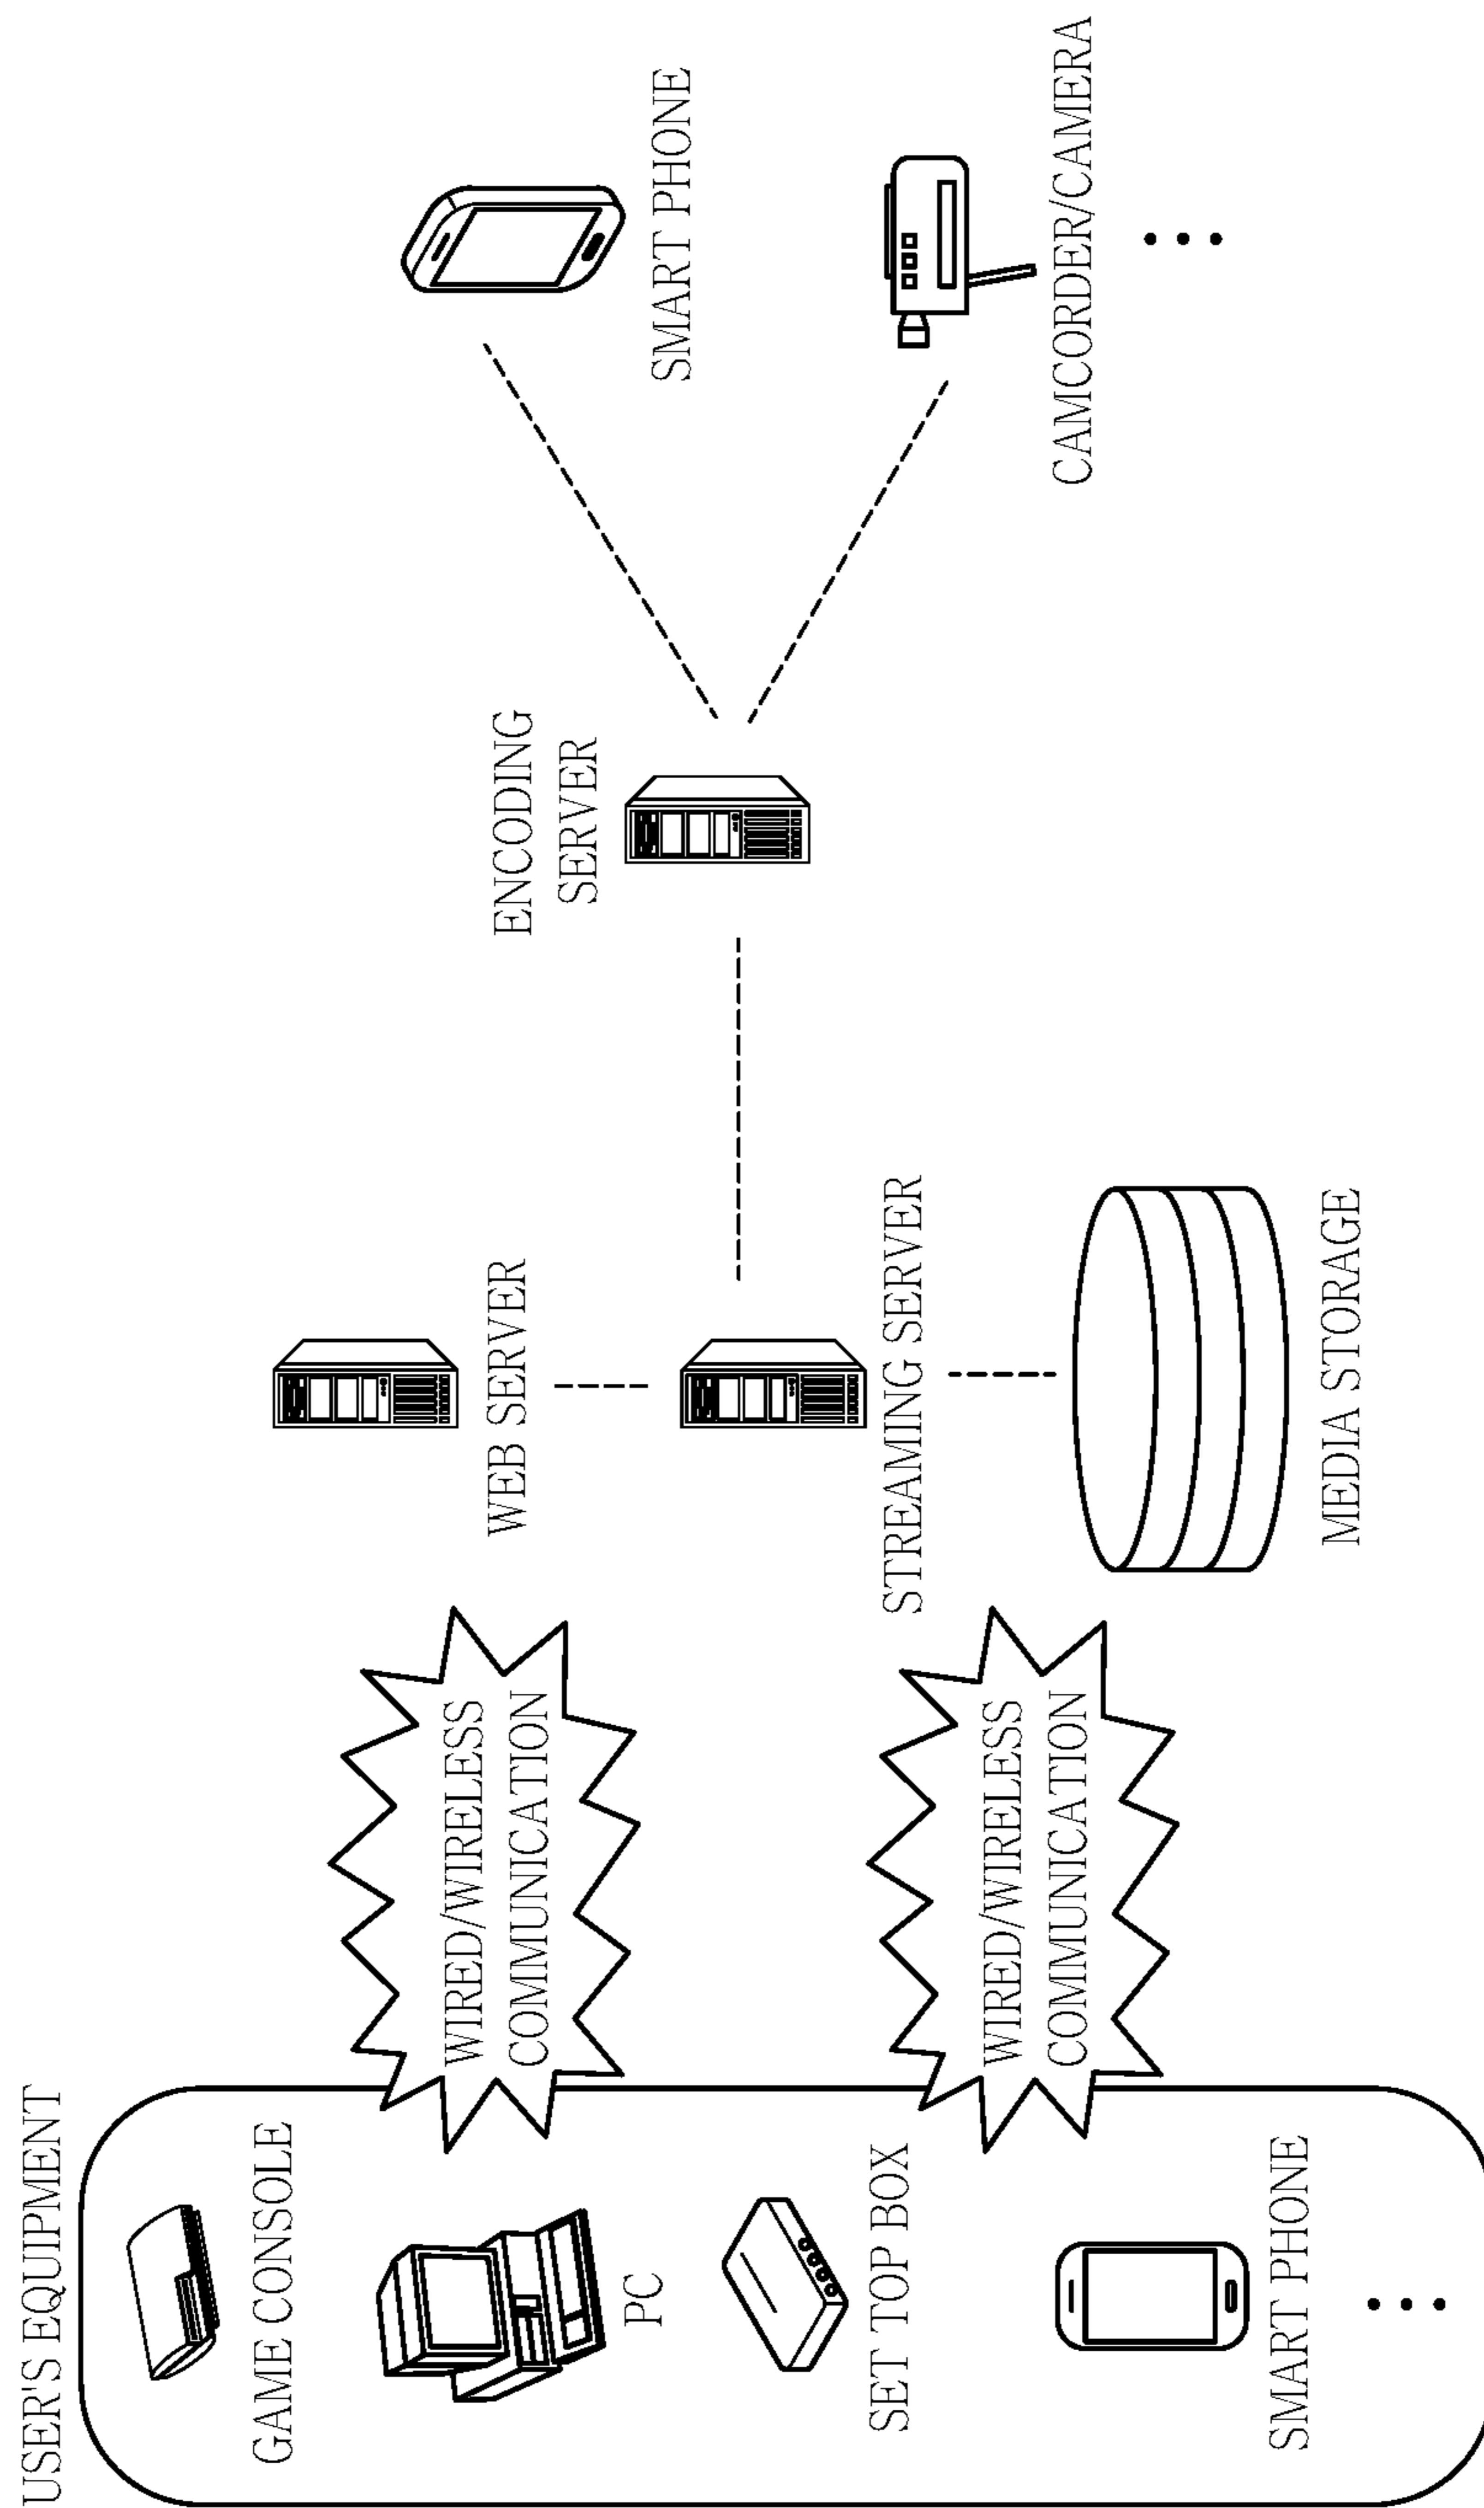 USER'S EQUIPMENT
GAME CONSOLE
PC
SET TOP BOX
SMART PHONE
WIRED/WIRELESS
COMMUNICATION
WIRED/WIRELESS
COMMUNICATION
WEB SERVER
STREAMING SERVER
MEDIA STORAGE
ENCODING
SERVER
SMART PHONE
CAMCORDER/CAMERA